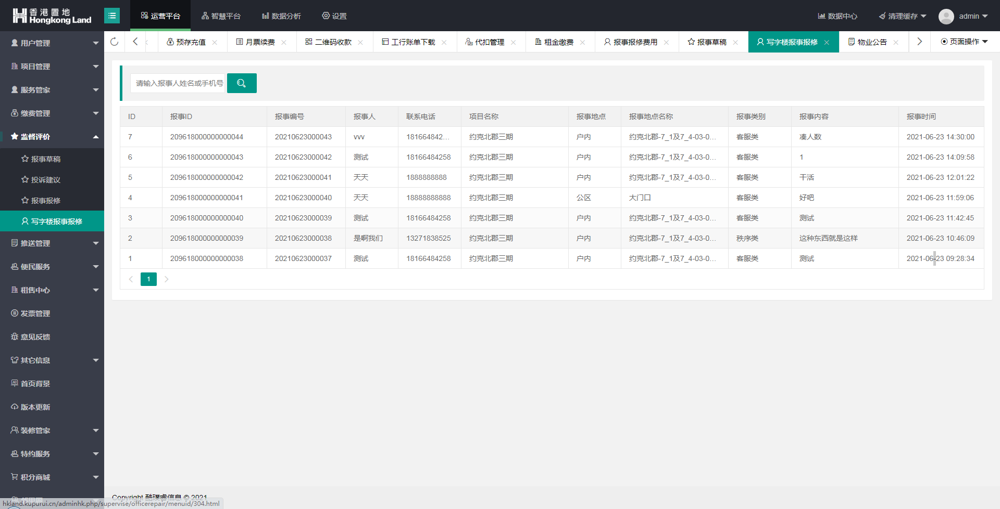 香港置地
Hongkong Land
运营平台
智慧平台
数据分析
设置
数据中心
清理缓存
admin
预存充值
月票续费
二维码收款
工行账单下载
代扣管理
租金缴费
报事报修费用
报事草稿
写字楼报事报修
物业公告
页面操作
用户管理
项目管理
服务管家
缴费管理
监督评价
报事草稿
投诉建议
报事报修
写字楼报事报修
推送管理
便民服务
租售中心
发票管理
意见反馈
其它信息
首页背景
版本更新
装修管家
特约服务
积分商城
请输入报事人姓名或手机号
ID 报事ID 报事编号 报事人 联系电话 项目名称 报事地点 报事地点名称 报事类别 报事内容 报事时间
7 209618000000000044 20210623000043 vvv 181664842... 约克北郡三期 户内 约克北郡-7_1及7_4-03-0... 客服类 凑人数 2021-06-23 14:30:00
6 209618000000000043 20210623000042 测试 18166484258 约克北郡三期 户内 约克北郡-7_1及7_4-03-0... 客服类 1 2021-06-23 14:09:58
5 209618000000000042 20210623000041 天天 1888888888 约克北郡三期 户内 约克北郡-7_1及7_4-03-0... 客服类 干活 2021-06-23 12:01:22
4 209618000000000041 20210623000040 天天 18888888888 约克北郡三期 公区 大门口 客服类 好吧 2021-06-23 11:59:06
3 209618000000000040 20210623000039 测试 18166484258 约克北郡三期 户内 约克北郡-7_1及7_4-03-0... 客服类 测试 2021-06-23 11:42:45
2 209618000000000039 20210623000038 是啊我们 13271838525 约克北郡三期 户内 约克北郡-7_1及7_4-03-0... 秩序类 这种东西就是这样 2021-06-23 10:46:09
1 209618000000000038 20210623000037 测试 18166484258 约克北郡三期 户内 约克北郡-7_1及7_4-03-0... 客服类 测试 2021-06-23 09:28:34
1
Copyright 酷璞睿信息 © 2021
hkland.kupurui.cn/adminhk.php/supervise/officerepair/menuid/304.html